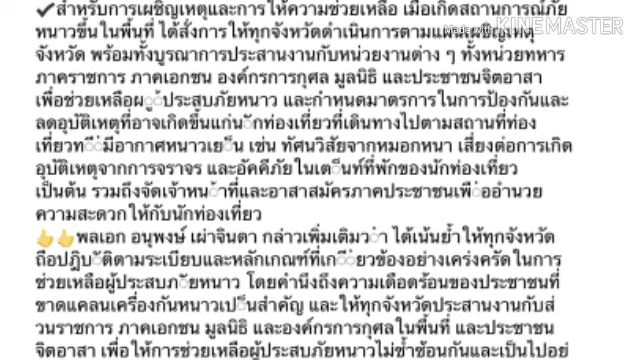 ✔สำหรับการเผชิญเหตุและการให้ความช่วยเหลือ เมื่อเกิดสถานการณ์ภัย
หนาวขึ้นในพื้นที่ ได้สั่งการให้ทุกจังหวัดดำเนินการตามแผนเผชิญเหตุ
จังหวัด พร้อมทั้งบูรณาการประสานงานกับหน่วยงานต่าง ๆ ทั้งหน่วยทหาร
ภาคราชการ ภาคเอกชน องค์กรการกุศล มูลนิธิ และประชาชนจิตอาสา
เพื่อช่วยเหลือผู้ประสบภัยหนาว และกำหนดมาตรการในการป้องกันและ
ลดอุบัติเหตุที่อาจเกิดขึ้นแก่นักท่องเที่ยวที่เดินทางไปตามสถานที่ท่อง
เที่ยวที่มีอากาศหนาวเย็น เช่น ทัศนวิสัยจากหมอกหนา เสี่ยงต่อการเกิด
อุบัติเหตุจากการจราจร และอัคคีภัยในเต็นท์ที่พักของนักท่องเที่ยว
เป็นต้น รวมถึงจัดเจ้าหน้าที่และอาสาสมัครภาคประชาชนเพื่ออำนวย
ความสะดวกให้กับนักท่องเที่ยว
👉👉พลเอก อนุพงษ์ เผ่าจินดา กล่าวเพิ่มเติมว่า ได้เน้นย้ำให้ทุกจังหวัด
ถือปฏิบัติตามระเบียบและหลักเกณฑ์ที่เกี่ยวข้องอย่างเคร่งครัดในการ
ช่วยเหลือผู้ประสบภัยหนาว โดยคำนึงถึงความเดือดร้อนของประชาชนที่
ขาดแคลนเครื่องกันหนาวเป็นสำคัญ และให้ทุกจังหวัดประสานงานกับส่
วนราชการ ภาคเอกชน มูลนิธิ และองค์กรการกุศลในพื้นที่ และประชาชน
จิตอาสา เพื่อให้การช่วยเหลือผู้ประสบภัยหนาวไม่ซ้ำซ้อนกันและเป็นไปอย่
Made with KINEMASTER